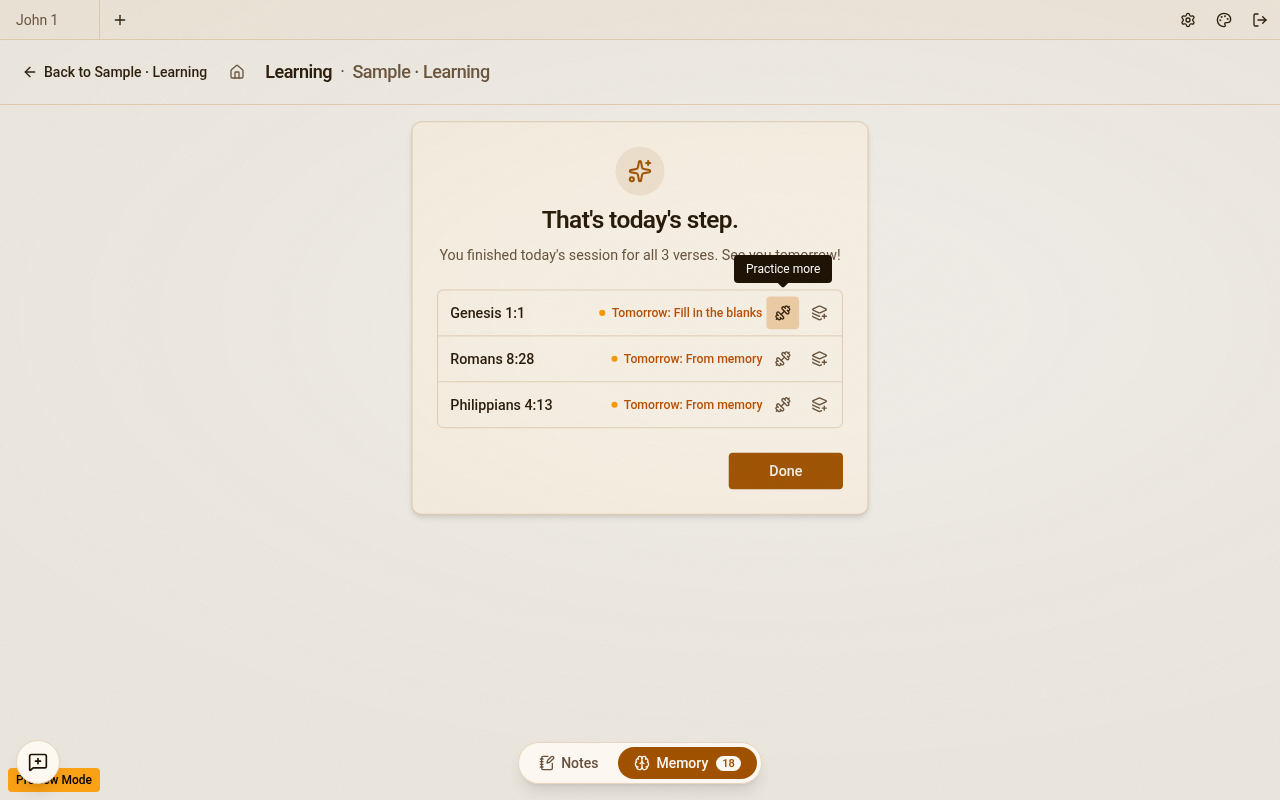 John 1
Back to Sample · Learning
Learning · Sample · Learning
That's today's step.
You finished today's session for all 3 verses. See you tomorrow!
Practice more
Genesis 1:1
Tomorrow: Fill in the blanks
Romans 8:28
Tomorrow: From memory
Philippians 4:13
Tomorrow: From memory
Done
Notes
Memory 18
Mode